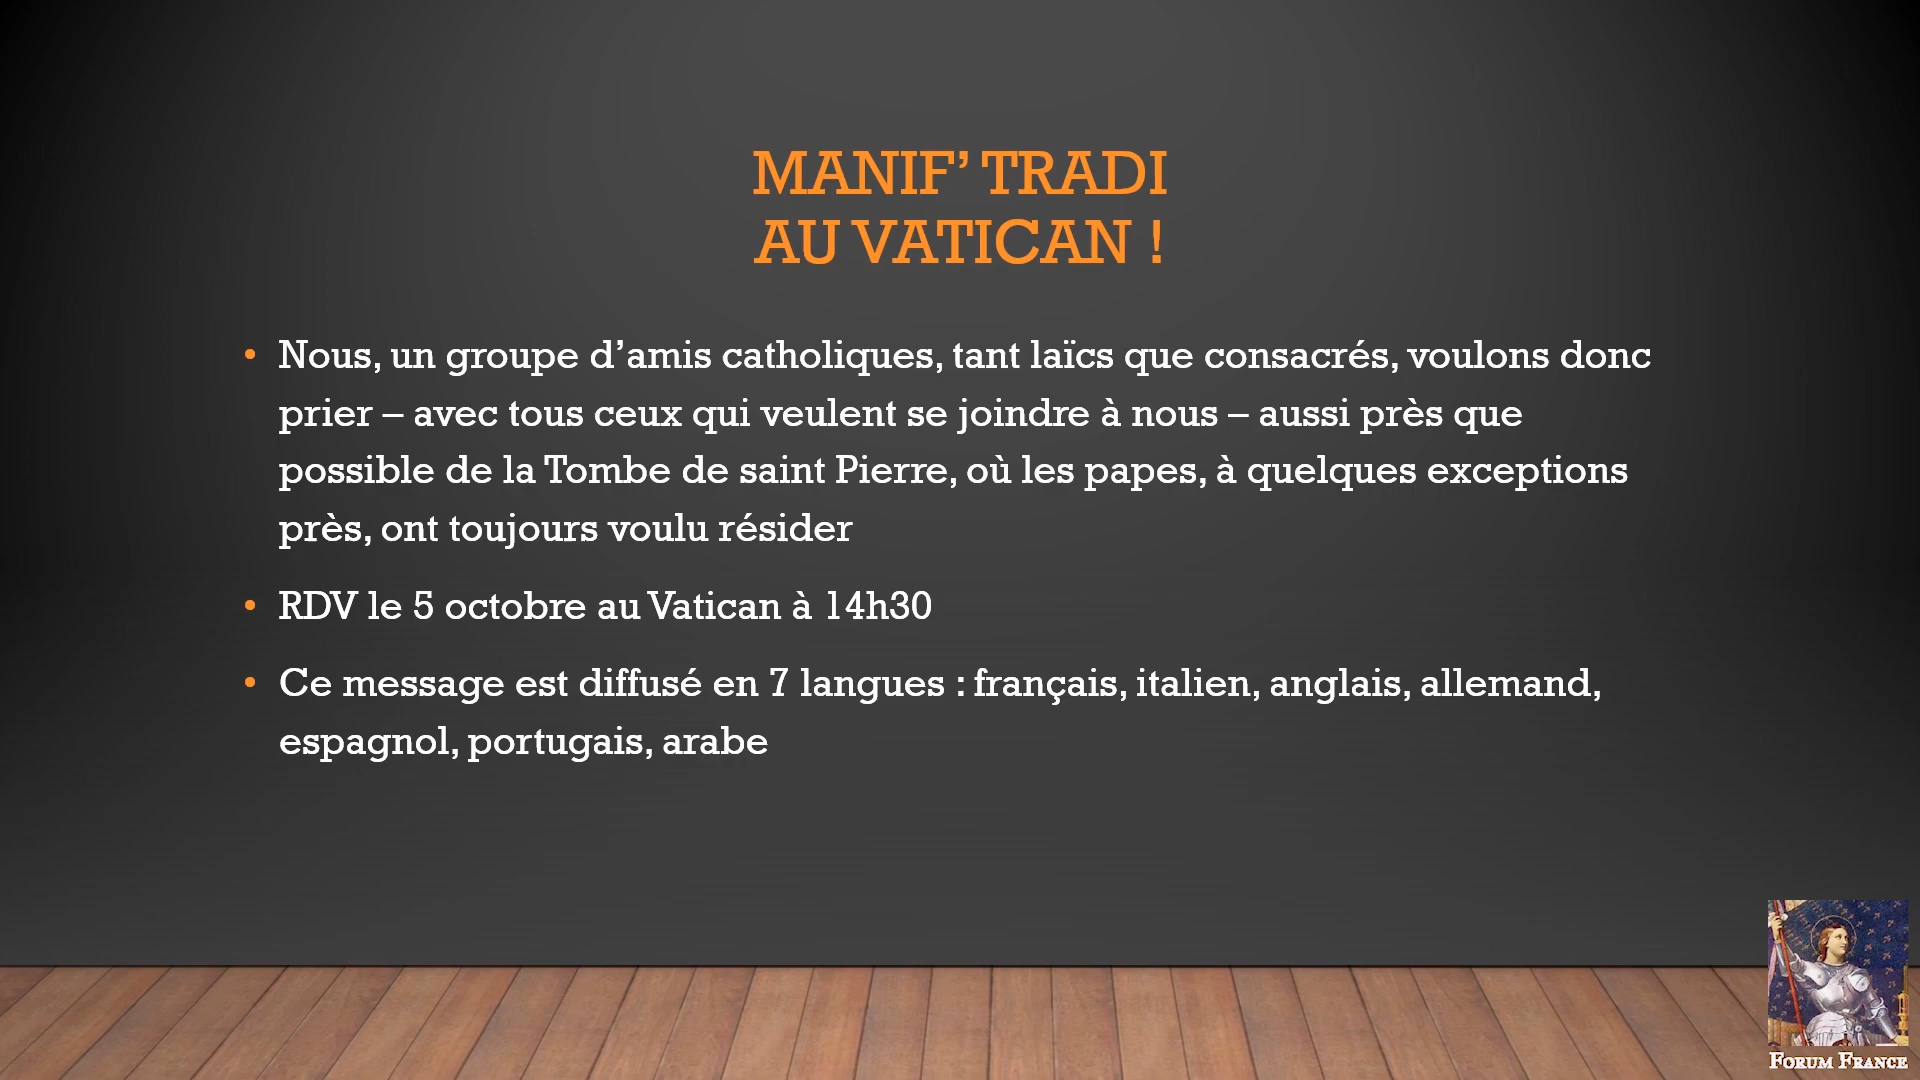 MANIF’ TRADI
AU VATICAN !
• Nous, un groupe d’amis catholiques, tant laïcs que consacrés, voulons donc
prier – avec tous ceux qui veulent se joindre à nous – aussi près que
possible de la Tombe de saint Pierre, où les papes, à quelques exceptions
près, ont toujours voulu résider
• RDV le 5 octobre au Vatican à 14h30
• Ce message est diffusé en 7 langues : français, italien, anglais, allemand,
espagnol, portugais, arabe
FORUM FRANCE